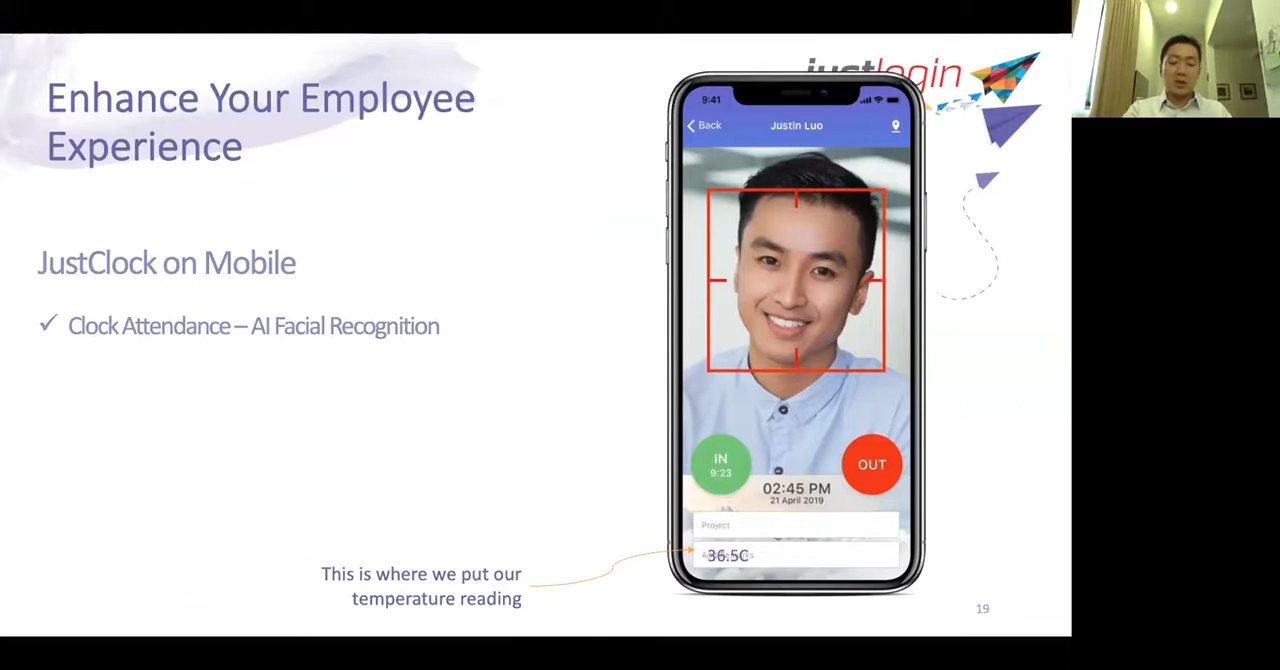 Enhance Your Employee
Experience
justlogin
JustClock on Mobile
✓ Clock Attendance – AI Facial Recognition
This is where we put our
temperature reading
9:41
Back
Justin Luo
IN
9:23
OUT
02:45 PM
21 April 2019
Project
36.5C
19